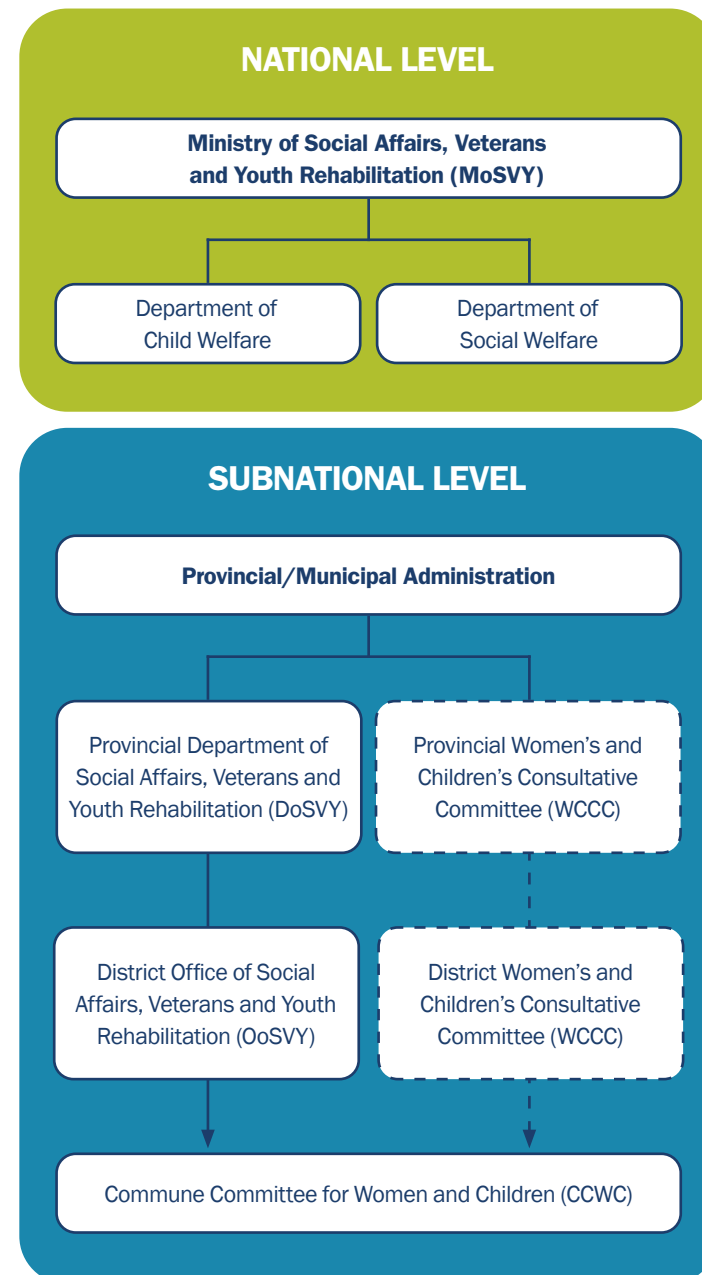 NATIONAL LEVEL
Ministry of Social Affairs, Veterans
and Youth Rehabilitation (MoSVY)
Department of
Child Welfare
Department of
Social Welfare
SUBNATIONAL LEVEL
Provincial/Municipal Administration
Provincial Department of
Social Affairs, Veterans and
Youth Rehabilitation (DoSVY)
Provincial Women's and
Children's Consultative
Committee (WCCC)
District Office of Social
Affairs, Veterans and Youth
Rehabilitation (OoSVY)
District Women's and
Children's Consultative
Committee (WCCC)
Commune Committee for Women and Children (CCWC)